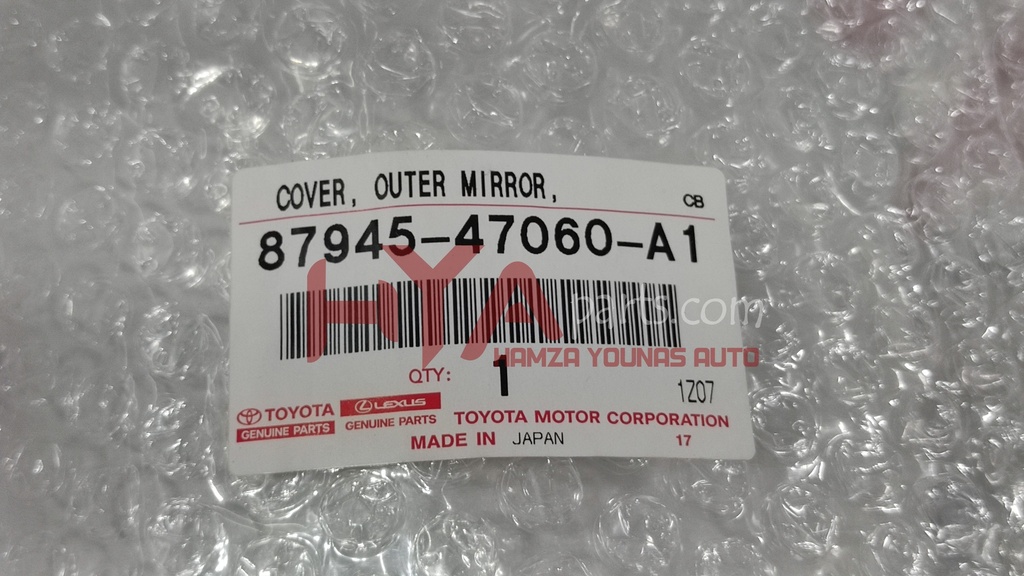 COVER, OUTER MIRROR,
CB
87945-47060-A1
HYA parts.com
HAMZA YOUNAS AUTO
QTY: 1
1Z07
TOYOTA
GENUINE PARTS
LEXUS
GENUINE PARTS
TOYOTA MOTOR CORPORATION
MADE IN JAPAN
17